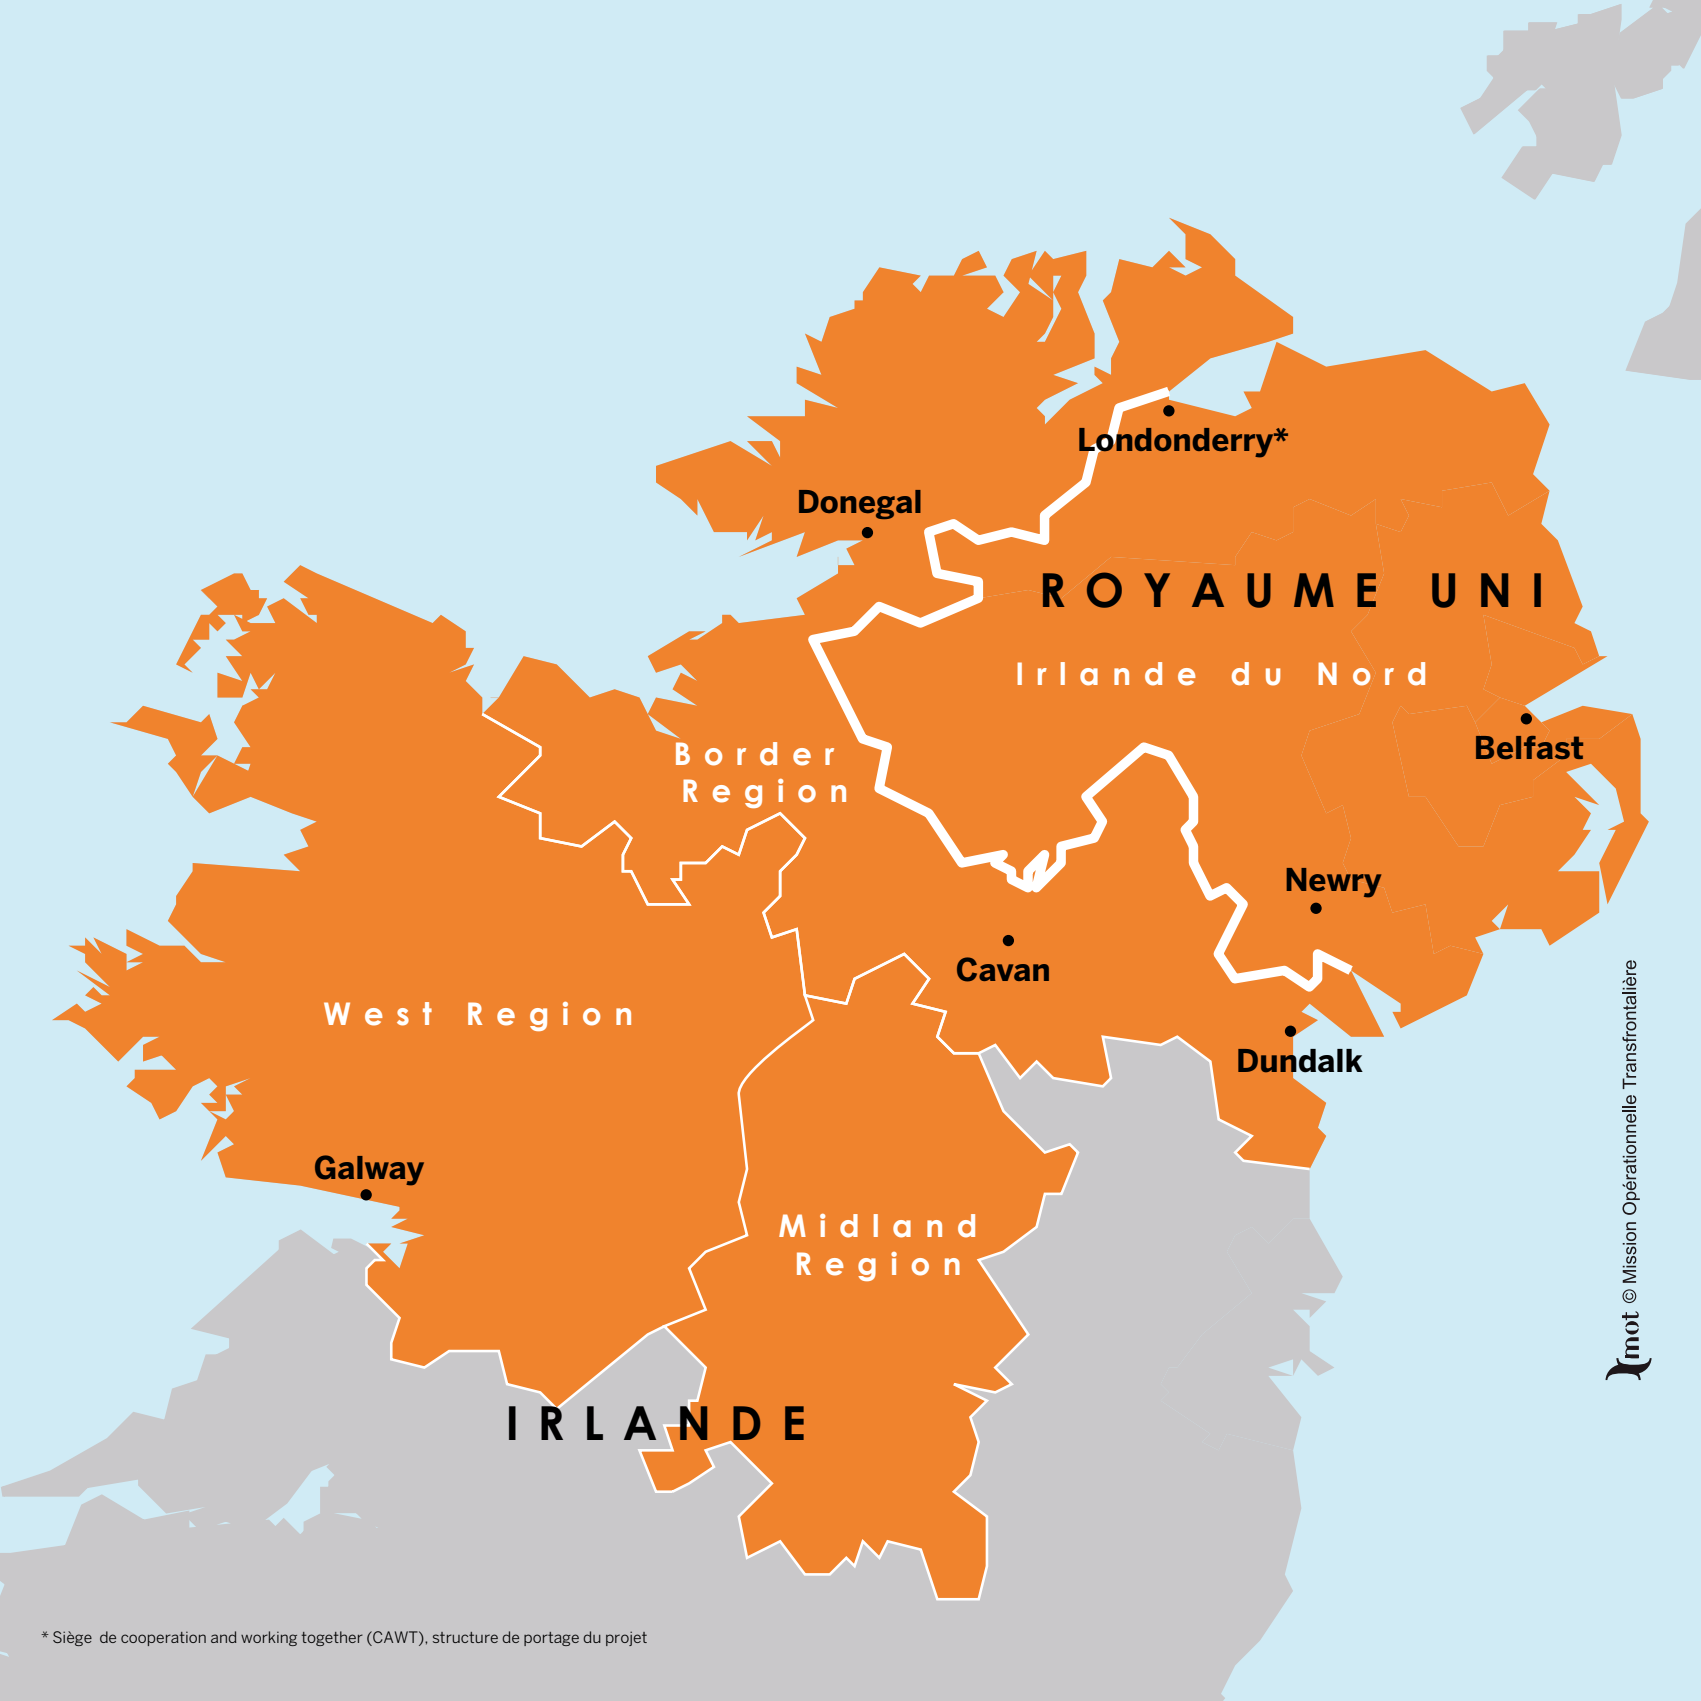 Londonderry*
Donegal
ROYAUME UNI
Irlande du Nord
Belfast
Border
Region
Newry
Cavan
West Region
Dundalk
Galway
Midland
Region
IRLANDE
mot © Mission Opérationnelle Transfrontalière
* Siège de cooperation and working together (CAWT), structure de portage du projet